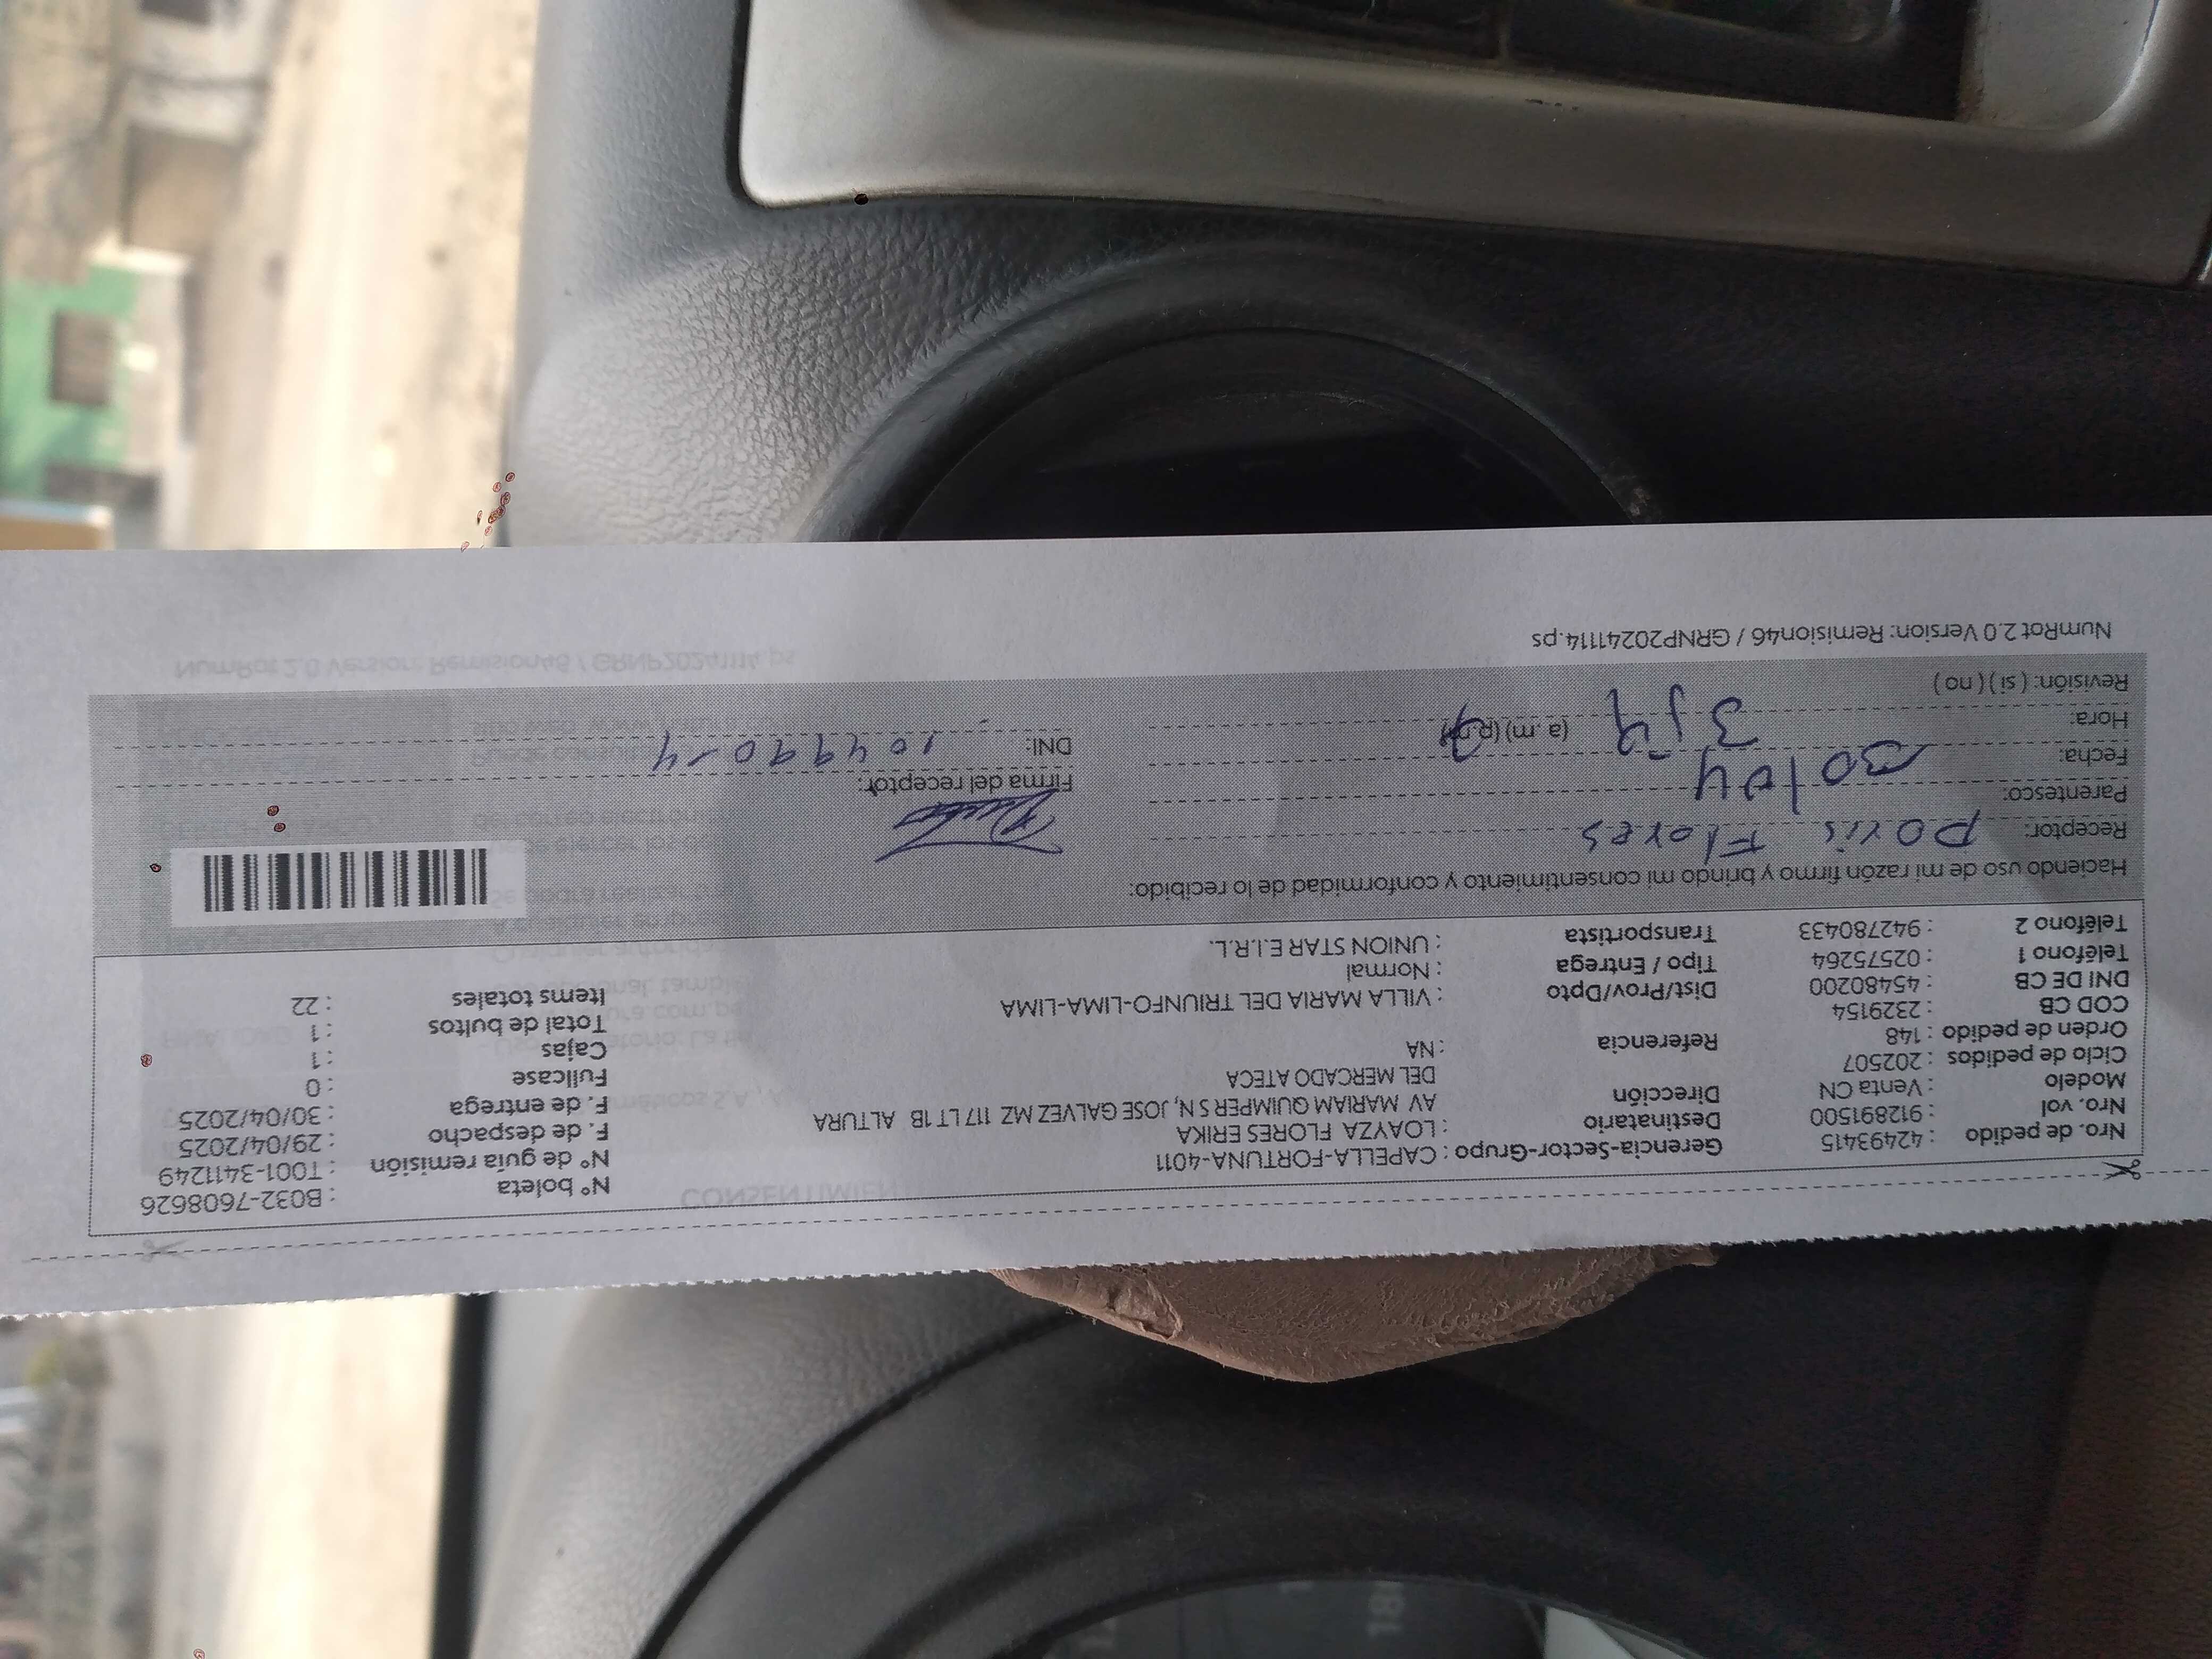 Nro. de pedido : 42493415 Gerencia-Sector-Grupo : CAPELLA-FORTUNA-4011 Nº boleta : B032-7608626
Nro. vol : 912891500 Destinatario : LOAYZA FLORES ERIKA Nº de guía remisión : T001-3411249
Modelo : Venta CN Dirección AV MARIAM QUIMPER S N, JOSE GALVEZ MZ 117 LT 1B ALTURA F. de despacho 29/04/2025
Ciclo de pedidos : 202507 DEL MERCADO ATECA F. de entrega : 30/04/2025
Orden de pedido : 148 Referencia : NA Fullcase : 0
COD CB : 2329154 Cajas : 1
DNI DE CB : 45480200 Dist/Prov/Dpto : VILLA MARIA DEL TRIUNFO-LIMA-LIMA Total de bultos : 1
Teléfono 1 : 02575264 Tipo / Entrega : Normal Items totales : 22
Teléfono 2 : 942780433 Transportista : UNION STAR E.I.R.L.
Haciendo uso de mi razón firmo y brindo mi consentimiento y conformidad de lo recibido:
Receptor: Doris Flores
Parentesco:
Fecha: 30/04 Firma del receptor:
Hora: (a. m) (p.m) DNI:
Revisión: ( si ) ( no )
NumRot 2.0 Version: Remision46 / GRNP20241114.ps